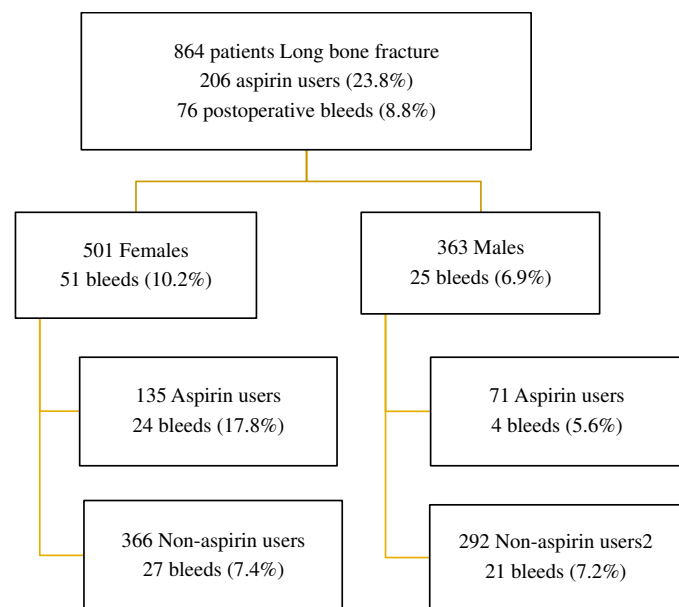 864 patients Long bone fracture
206 aspirin users (23.8%)
76 postoperative bleeds (8.8%)
501 Females
51 bleeds (10.2%)
363 Males
25 bleeds (6.9%)
135 Aspirin users
24 bleeds (17.8%)
71 Aspirin users
4 bleeds (5.6%)
366 Non-aspirin users
27 bleeds (7.4%)
292 Non-aspirin users2
21 bleeds (7.2%)